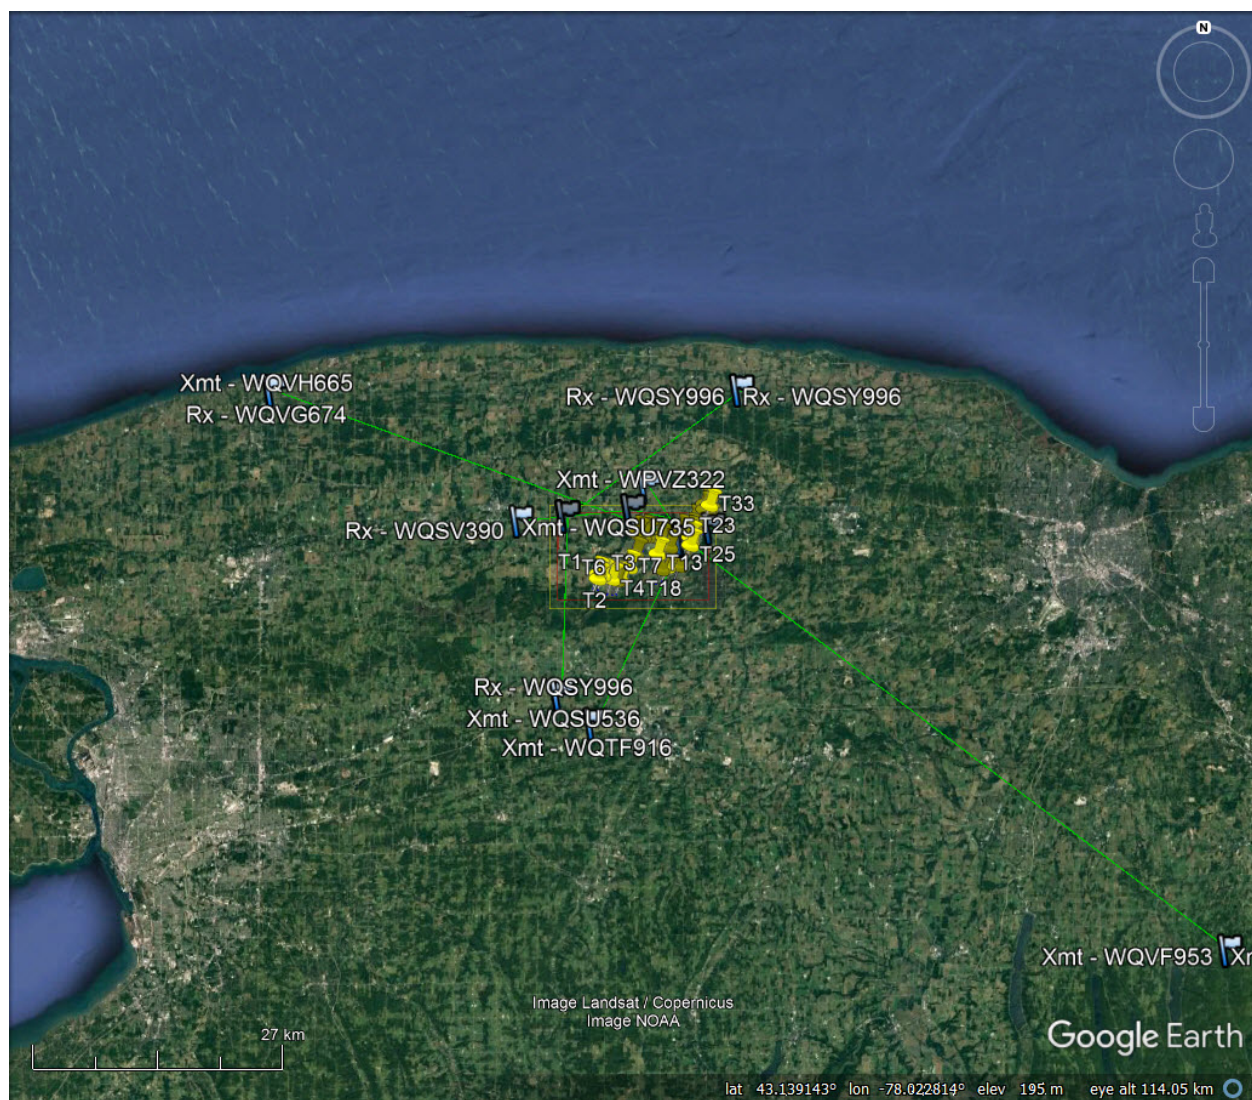 N
Xmt - WQVH665
Rx - WQVG674
Rx - WQSY996
Rx - WQSY996
Xmt - WPVZ322
T33
Rx - WQSV390
Xmt - WQSU735
T23
T25
T1
T6
T3
T7
T13
T2
T4
T18
Rx - WQSY996
Xmt - WQSU536
Xmt - WQTF916
Xmt - WQVF953
Image Landsat / Copernicus
Image NOAA
27 km
Google Earth
lat 43.139143° lon -78.022814° elev 195 m eye alt 114.05 km